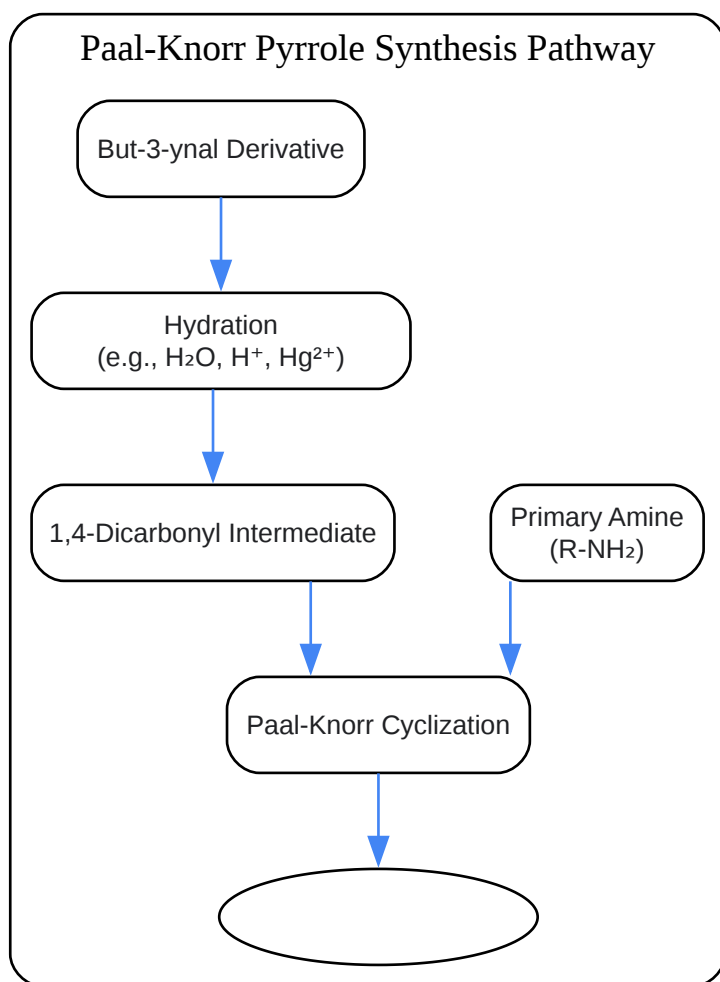 Paal-Knorr Pyrrole Synthesis Pathway
But-3-ynal Derivative
Hydration
(e.g., H₂O, H⁺, Hg²⁺)
1,4-Dicarbonyl Intermediate
Primary Amine
(R-NH₂)
Paal-Knorr Cyclization